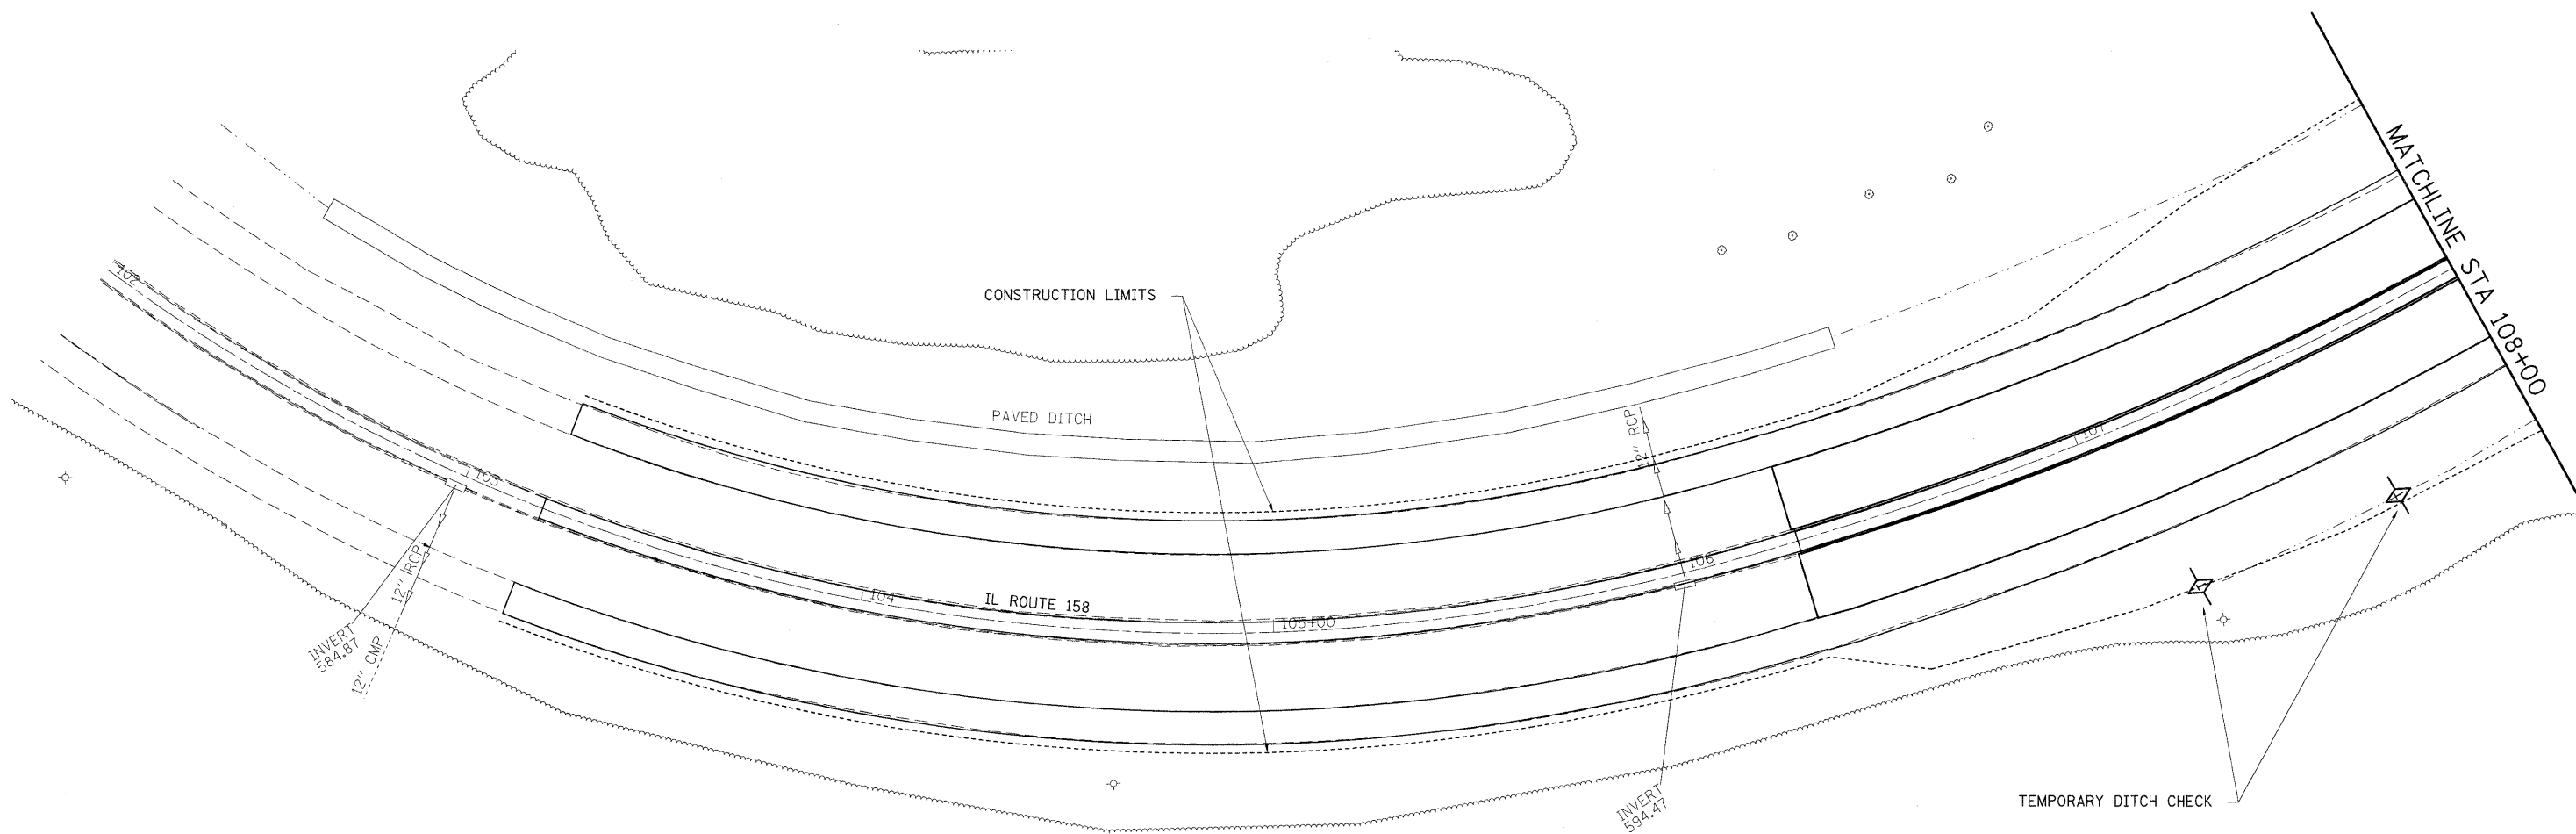 MATCHLINE STA 108+00
102
CONSTRUCTION LIMITS
PAVED DITCH
12" RCP
107
103
106
12" RCP
IL ROUTE 158
104
105+00
INVERT
584.87
12" CMP
INVERT
594.47
TEMPORARY DITCH CHECK